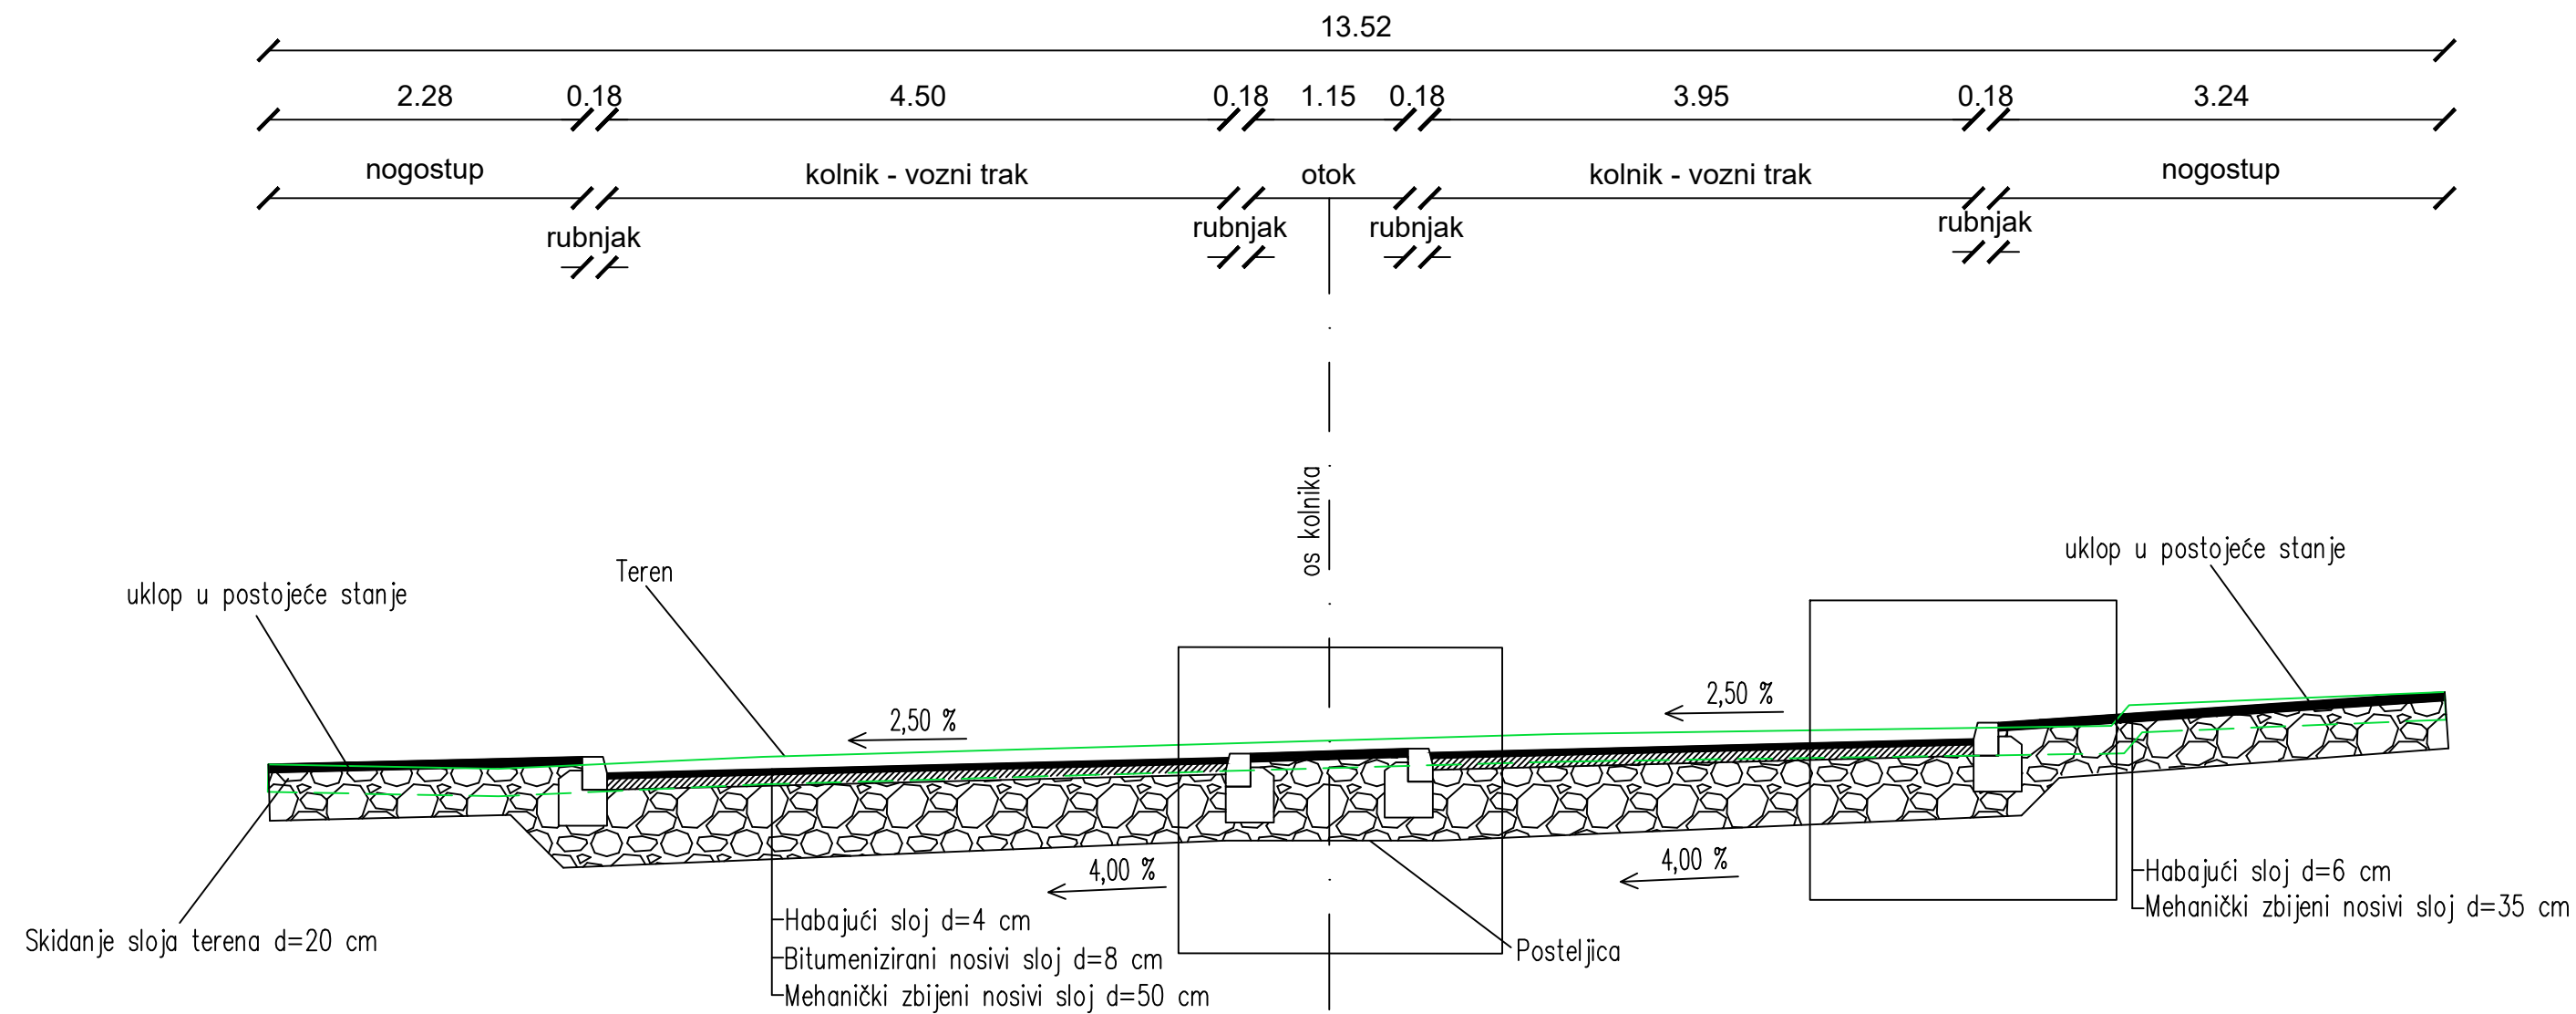 13.52
2.28 0.18 4.50 0.18 1.15 0.18 3.95 0.18 3.24
nogostup kolnik - vozni trak otok kolnik - vozni trak nogostup
rubnjak rubnjak rubnjak rubnjak
os kolnika
uklop u postojeće stanje
Teren
uklop u postojeće stanje
2,50 %
2,50 %
4,00 %
4,00 %
Skidanje sloja terena d=20 cm
Habajući sloj d=4 cm
Bitumenizirani nosivi sloj d=8 cm
Mehanički zbijeni nosivi sloj d=50 cm
Posteljica
Habajući sloj d=6 cm
Mehanički zbijeni nosivi sloj d=35 cm